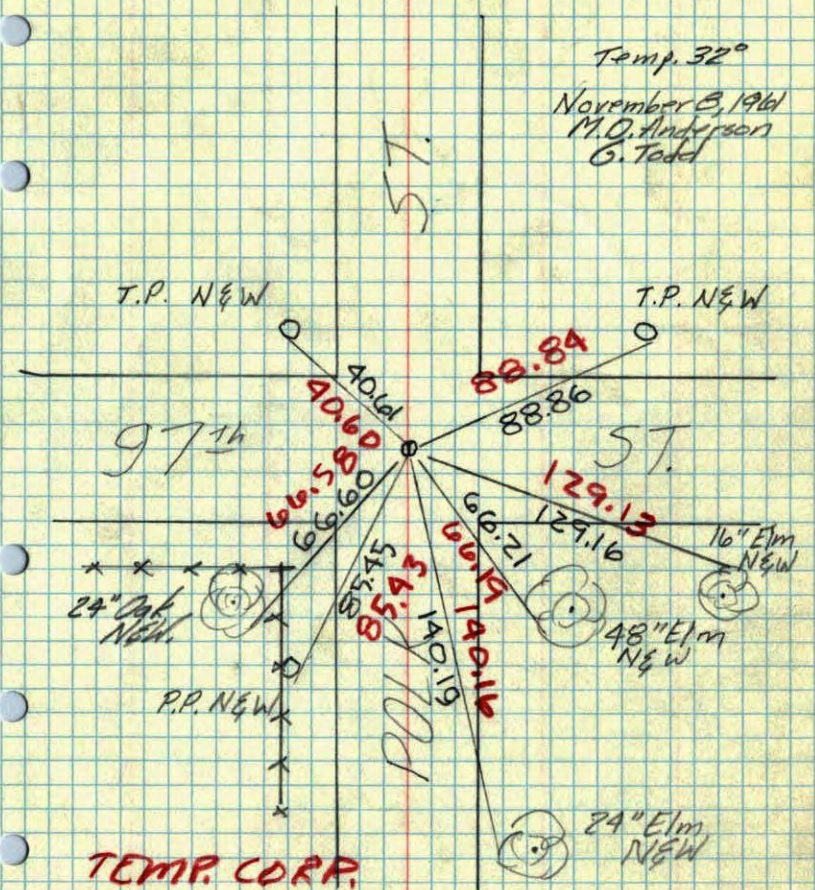 Temp. 32°
November 8, 1961
M.O. Anderson
G. Todd
ST.
T.P. N&W
T.P. N&W
88.84
40.61
40.60
88.86
97th
ST.
66.58
66.60
129.13
129.16
66.21
66.19
16" Elm
N&W
24" Oak
N&W.
85.45
85.43
140.19
140.16
48" Elm
N&W
P.P. N&W
POLK
24" Elm
N&W
TEMP. CORR.